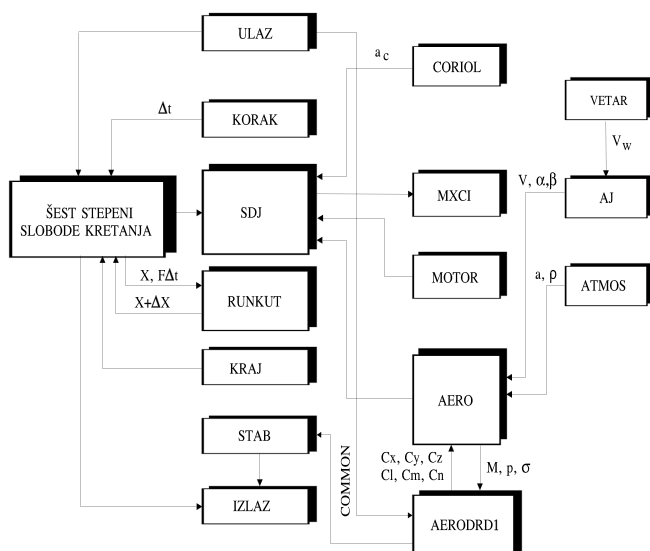 ULAZ
a c
CORIOL
VETAR
Δt
KORAK
Vw
V, α,β
ŠEST STEPENI
SLOBODE KRETANJA
SDJ
MXCI
AJ
MOTOR
a, ρ
ATMOS
X, FΔt
X+ΔX
RUNKUT
KRAJ
AERO
STAB
COMMON
Cx, Cy, Cz
Cl, Cm, Cn
M, p, σ
IZLAZ
AERODRD1